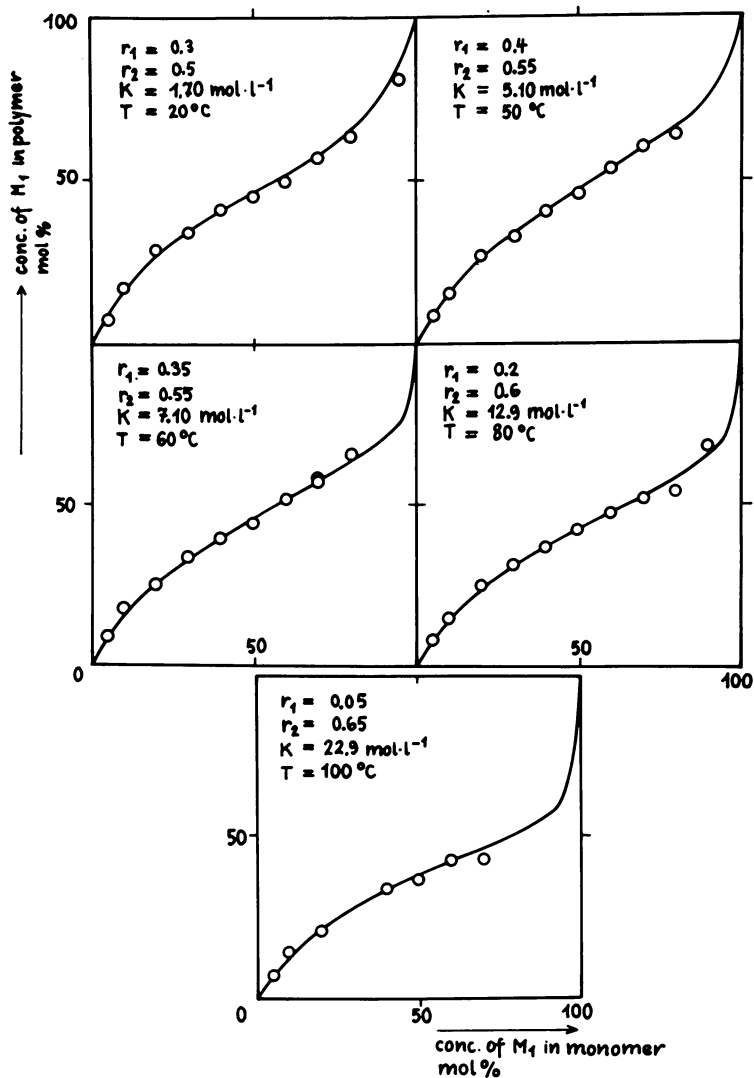 100
r1 = 0.3
r2 = 0.5
K = 1.70 mol·l⁻¹
T = 20°C
100
r1 = 0.4
r2 = 0.55
K = 5.10 mol·l⁻¹
T = 50 °C
conc. of M1 in polymer
mol %
50
r1 = 0.35
r2 = 0.55
K = 7.10 mol·l⁻¹
T = 60 °C
r1 = 0.2
r2 = 0.6
K = 12.9 mol·l⁻¹
T = 80 °C
50
50
50
0
100
r1 = 0.05
r2 = 0.65
K = 22.9 mol·l⁻¹
T = 100 °C
50
0
50
100
conc. of M1 in monomer
mol %